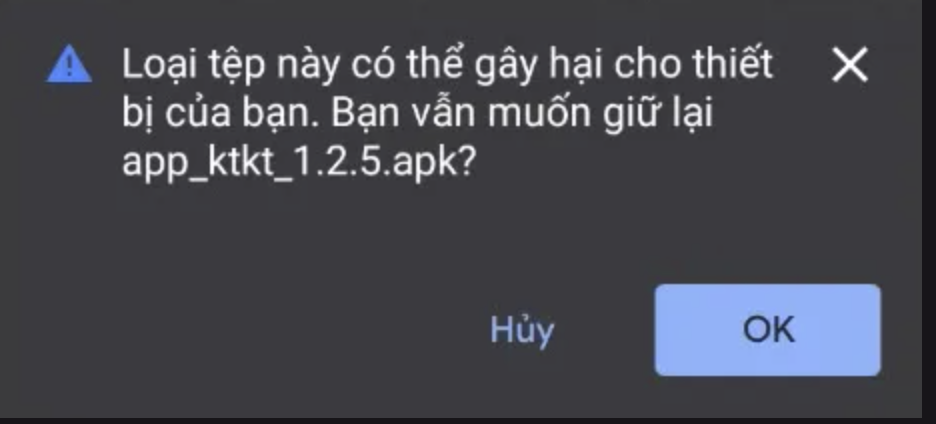 Loại tệp này có thể gây hại cho thiết
bị của bạn. Bạn vẫn muốn giữ lại
app_ktkt_1.2.5.apk?
Hủy
OK